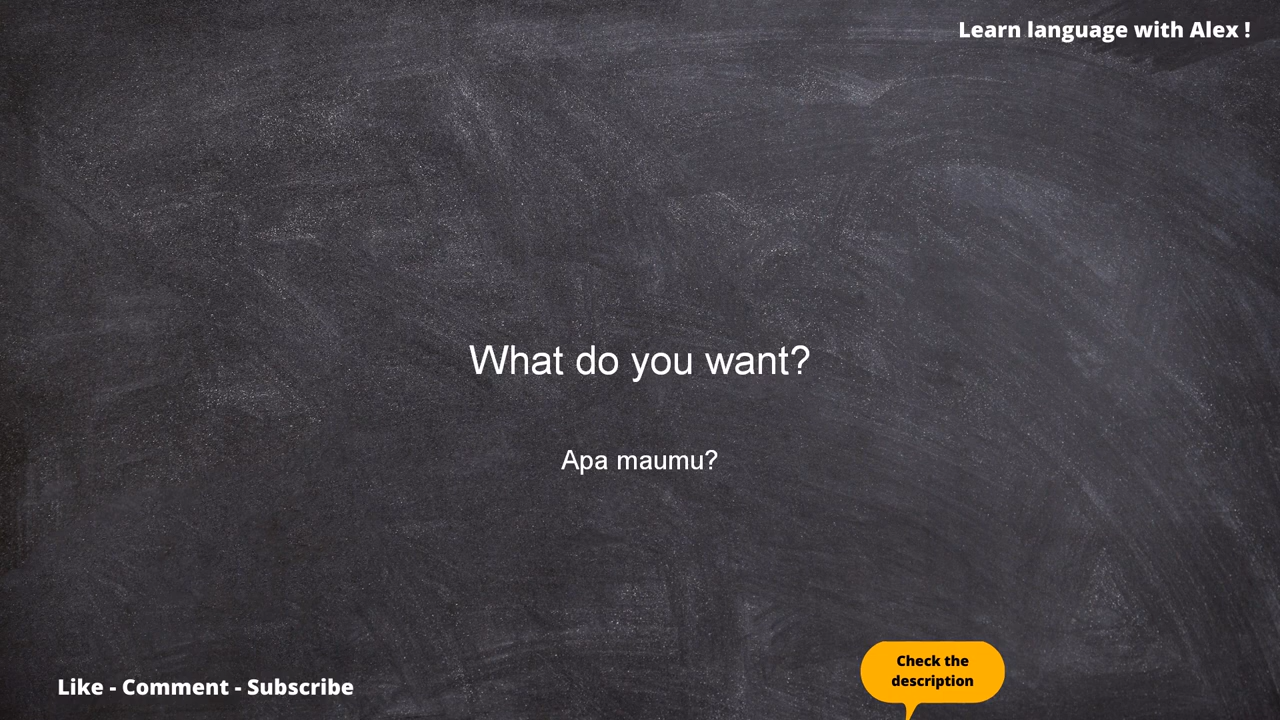 Learn language with Alex !
What do you want?
Apa maumu?
Check the
description
Like - Comment - Subscribe